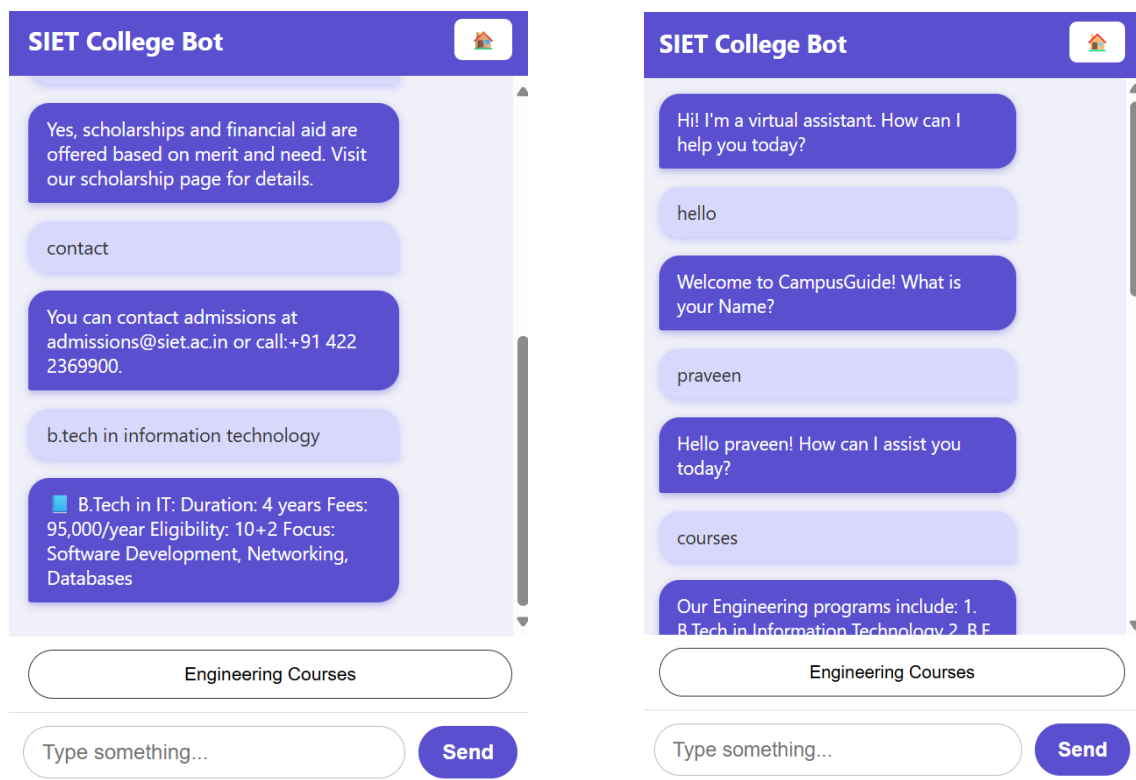 SIET College Bot
Yes, scholarships and financial aid are
offered based on merit and need. Visit
our scholarship page for details.
contact
You can contact admissions at
admissions@siet.ac.in or call:+91 422
2369900.
b.tech in information technology
B.Tech in IT: Duration: 4 years Fees:
95,000/year Eligibility: 10+2 Focus:
Software Development, Networking,
Databases
Engineering Courses
Type something...
Send
SIET College Bot
Hi! I'm a virtual assistant. How can I
help you today?
hello
Welcome to CampusGuide! What is
your Name?
praveen
Hello praveen! How can I assist you
today?
courses
Our Engineering programs include: 1.
B.Tech in Information Technology 2. B.E
Engineering Courses
Type something...
Send